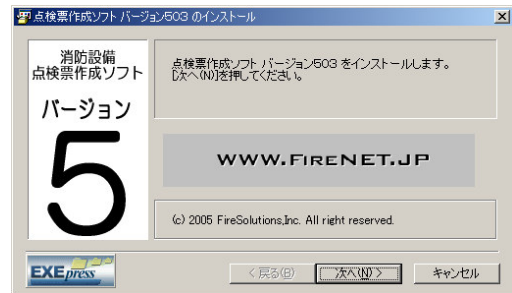 点検票作成ソフト バージョン503 のインストール
消防設備
点検票作成ソフト
バージョン
5
点検票作成ソフト バージョン503 をインストールします。
[次へ(N)]を押してください。
WWW.FIRENET.JP
(c) 2005 FireSolutions,Inc. All right reserved.
EXEpress
< 戻る(B)
次へ(N) >
キャンセル